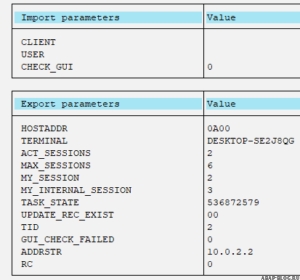 Import parameters Value
CLIENT
USER
CHECK_GUI 0
Export parameters Value
HOSTADDR 0A00
TERMINAL DESKTOP-SE2J8QG
ACT_SESSIONS 2
MAX_SESSIONS 6
MY_SESSION 2
MY_INTERNAL_SESSION 3
TASK_STATE 536872579
UPDATE_REC_EXIST 00
TID 2
GUI_CHECK_FAILED 0
ADDRSTR 10.0.2.2
RC 0
ABAP-BLOG.RU